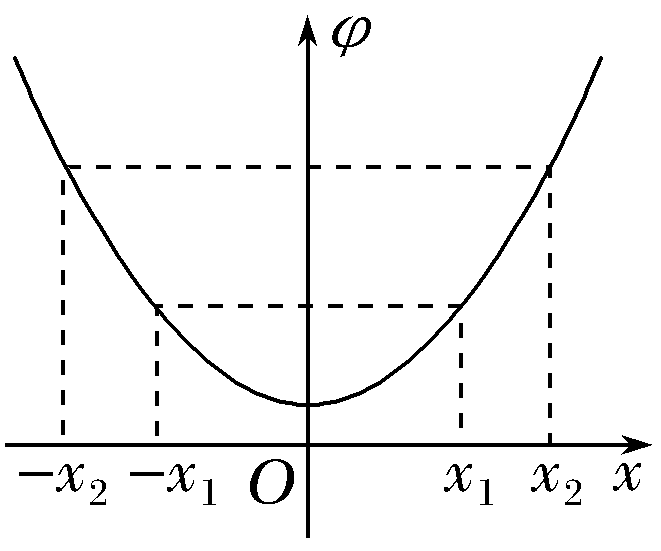 φ
−x₂ −x₁ O x₁ x₂ x